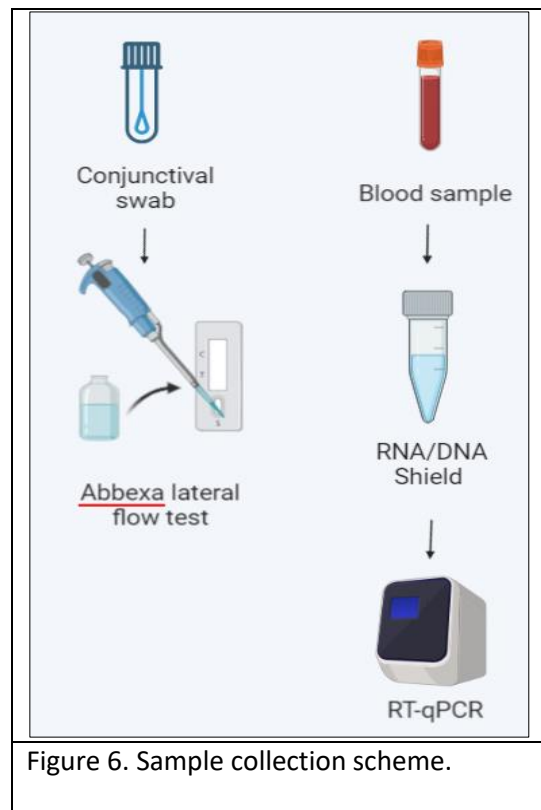 Conjunctival
swab
Blood sample
C
T
S
Abbexa lateral
flow test
RNA/DNA
Shield
RT-qPCR
Figure 6. Sample collection scheme.